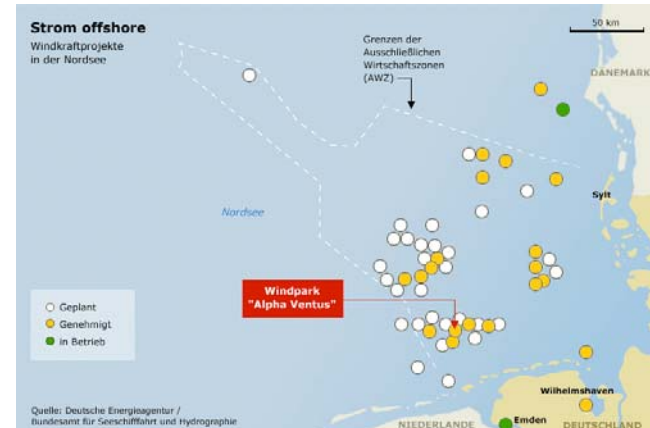 Strom offshore
Windkraftprojekte
in der Nordsee
Grenzen der
Ausschließlichen
Wirtschaftszonen
(AWZ)
50 km
DÄNEMARK
Sylt
Nordsee
Windpark
"Alpha Ventus"
Geplant
Genehmigt
in Betrieb
Wilhelmshaven
Emden
NIEDERLANDE
DEUTSCHLAND
Quelle: Deutsche Energieagentur /
Bundesamt für Seeschifffahrt und Hydrographie